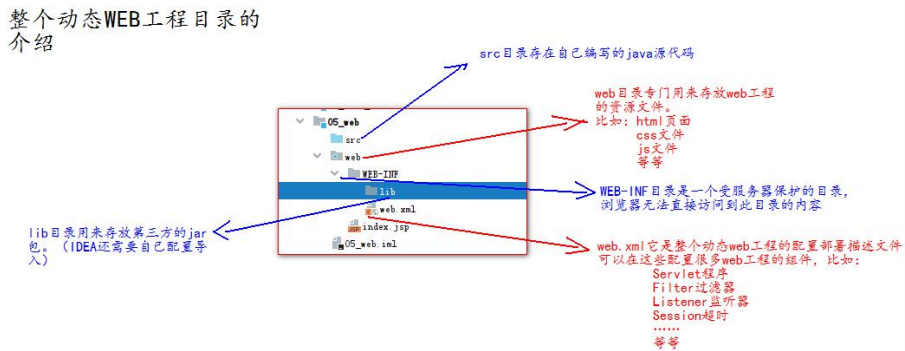 整个动态WEB工程目录的
介绍
src目录存在自己编写的java源代码
web目录专门用来存放web工程
的资源文件。
比如：html页面
css文件
js文件
等等
05_web
src
web
WEB-INF
lib
web.xml
index.jsp
05_web.iml
WEB-INF目录是一个受服务器保护的目录，
浏览器无法直接访问到此目录的内容
lib目录用来存放第三方的jar
包。（IDEA还需要自己配置导
入）
web.xml它是整个动态web工程的配置部署描述文件
可以在这些配置很多web工程的组件，比如：
Servlet程序
Filter过滤器
Listener监听器
Session超时
……
等等